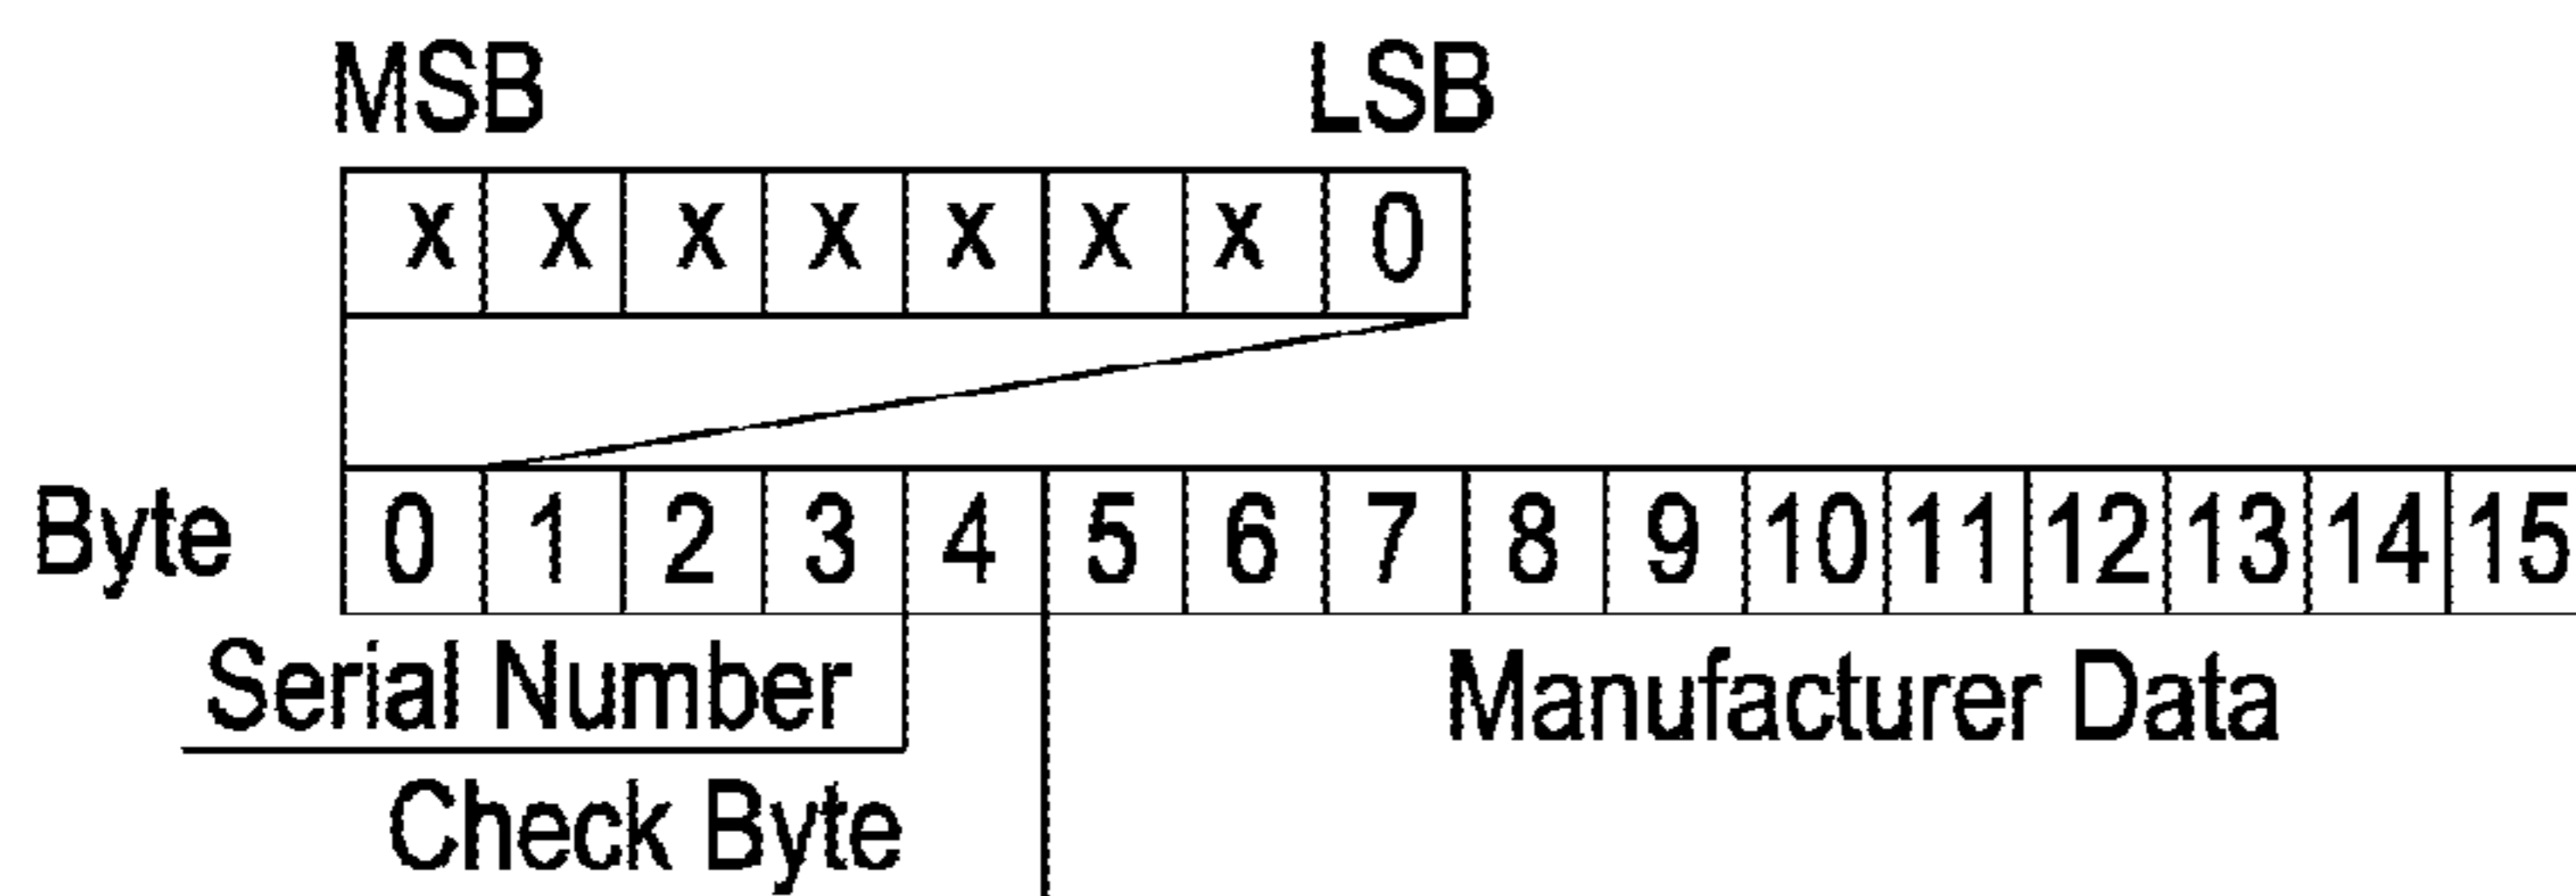 MSB LSB
x x x x x x x 0
Byte 0 1 2 3 4 5 6 7 8 9 10 11 12 13 14 15
Serial Number Manufacturer Data
Check Byte